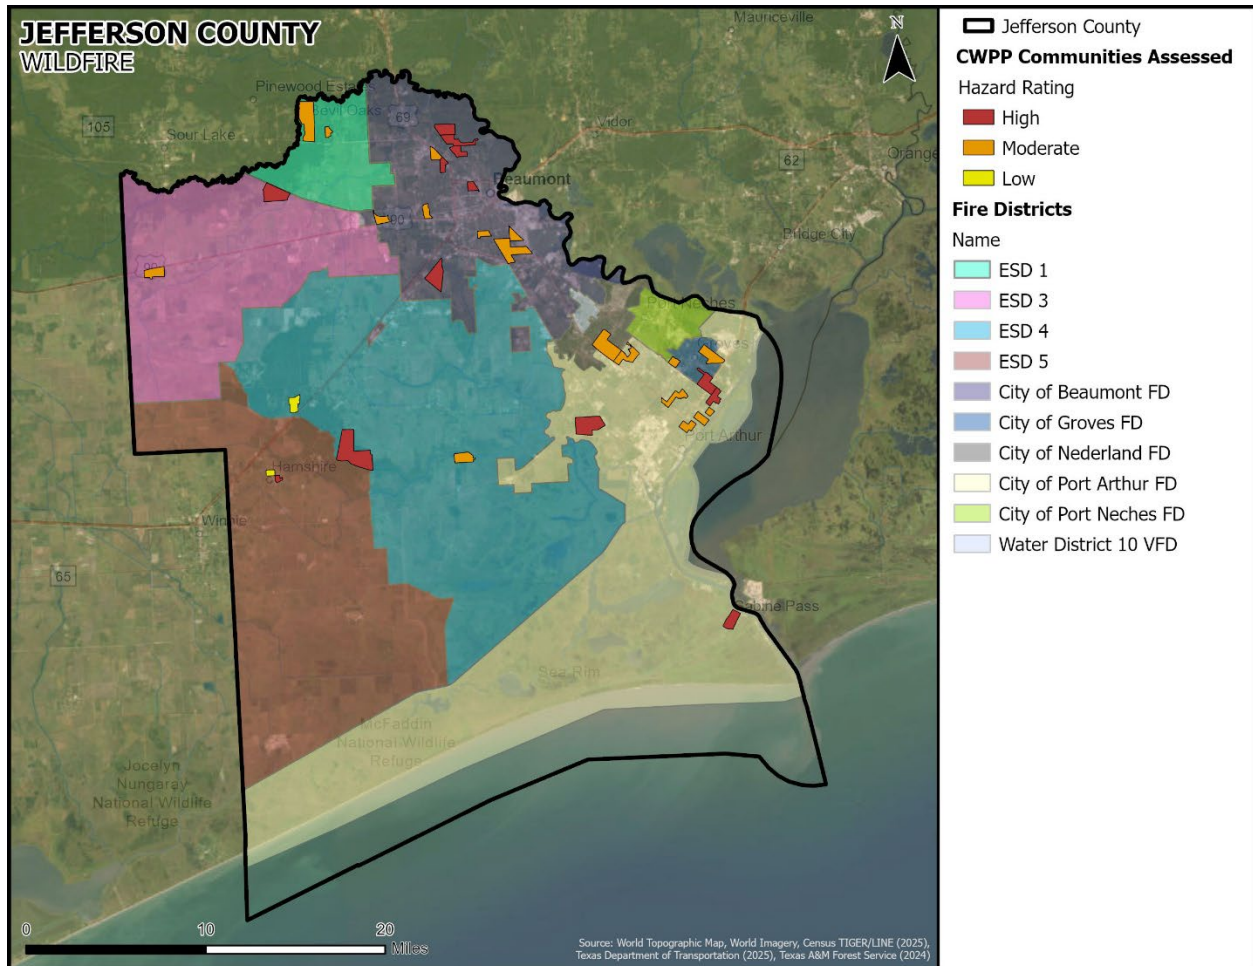 JEFFERSON COUNTY
WILDFIRE
Mauriceville
N
Pinewood Estates
Bevil Oaks
69
105
Sour Lake
Vidor
62
Orange
Beaumont
90
Bridge City
90
Port Neches
Groves
Port Arthur
Hamshire
Winnie
65
Sabine Pass
Sea Rim
McFaddin
National Wildlife
Refuge
Jocelyn
Nungaray
National Wildlife
Refuge
0 10 20
Miles
Source: World Topographic Map, World Imagery, Census TIGER/LINE (2025),
Texas Department of Transportation (2025), Texas A&M Forest Service (2024)
Jefferson County
CWPP Communities Assessed
Hazard Rating
High
Moderate
Low
Fire Districts
Name
ESD 1
ESD 3
ESD 4
ESD 5
City of Beaumont FD
City of Groves FD
City of Nederland FD
City of Port Arthur FD
City of Port Neches FD
Water District 10 VFD